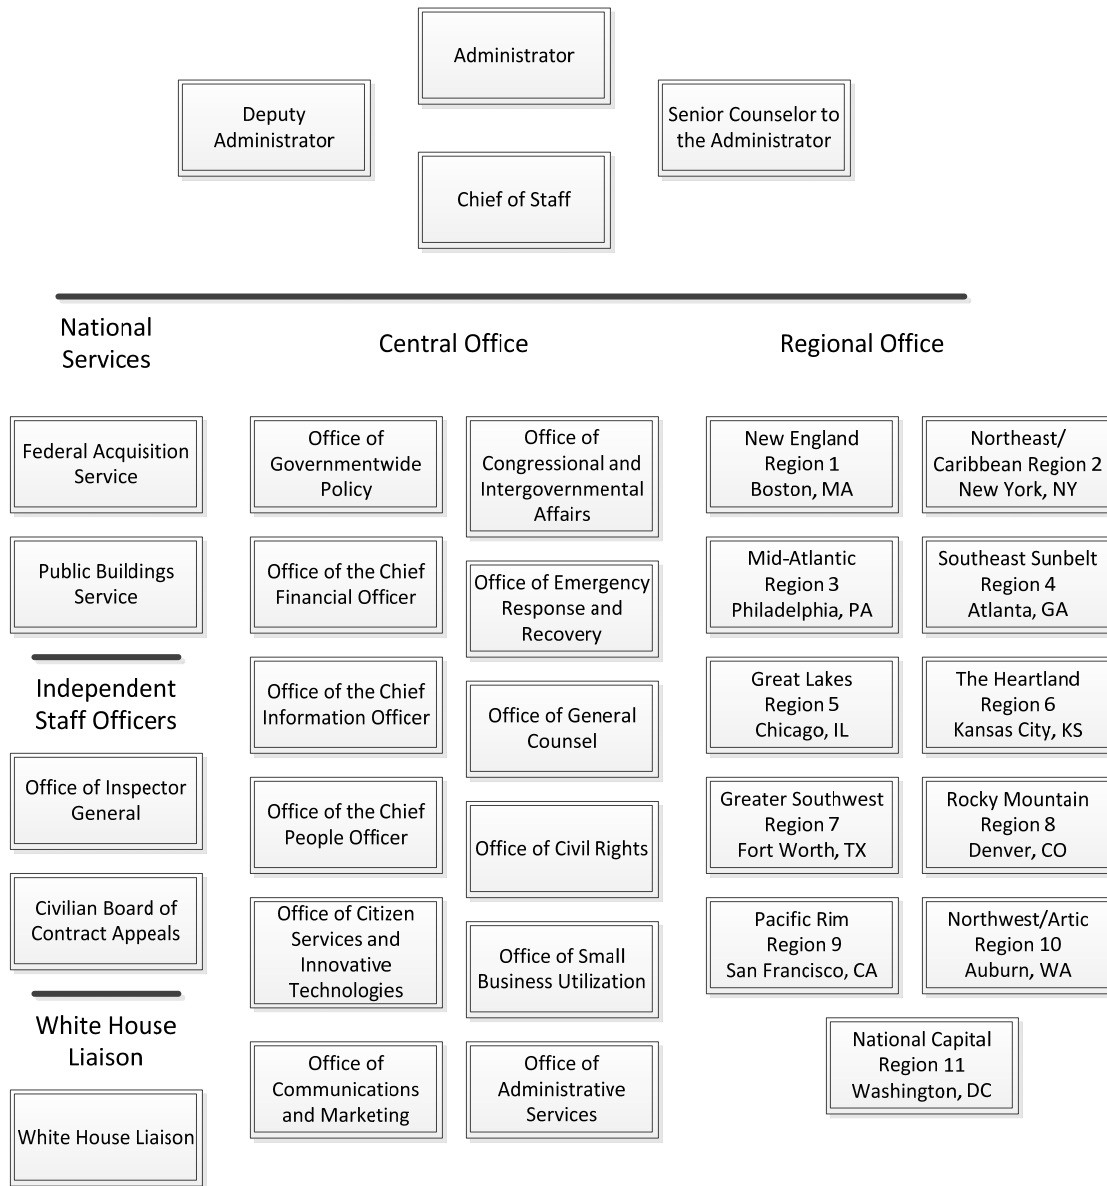 Administrator
Deputy
Administrator
Senior Counselor to
the Administrator
Chief of Staff
National
Services
Central Office
Regional Office
Federal Acquisition
Service
Public Buildings
Service
Independent
Staff Officers
Office of Inspector
General
Civilian Board of
Contract Appeals
White House
Liaison
White House Liaison
Office of
Governmentwide
Policy
Office of the Chief
Financial Officer
Office of the Chief
Information Officer
Office of the Chief
People Officer
Office of Citizen
Services and
Innovative
Technologies
Office of
Communications
and Marketing
Office of
Congressional and
Intergovernmental
Affairs
Office of Emergency
Response and
Recovery
Office of General
Counsel
Office of Civil Rights
Office of Small
Business Utilization
Office of
Administrative
Services
New England
Region 1
Boston, MA
Northeast/
Caribbean Region 2
New York, NY
Mid-Atlantic
Region 3
Philadelphia, PA
Southeast Sunbelt
Region 4
Atlanta, GA
Great Lakes
Region 5
Chicago, IL
The Heartland
Region 6
Kansas City, KS
Greater Southwest
Region 7
Fort Worth, TX
Rocky Mountain
Region 8
Denver, CO
Pacific Rim
Region 9
San Francisco, CA
Northwest/Artic
Region 10
Auburn, WA
National Capital
Region 11
Washington, DC